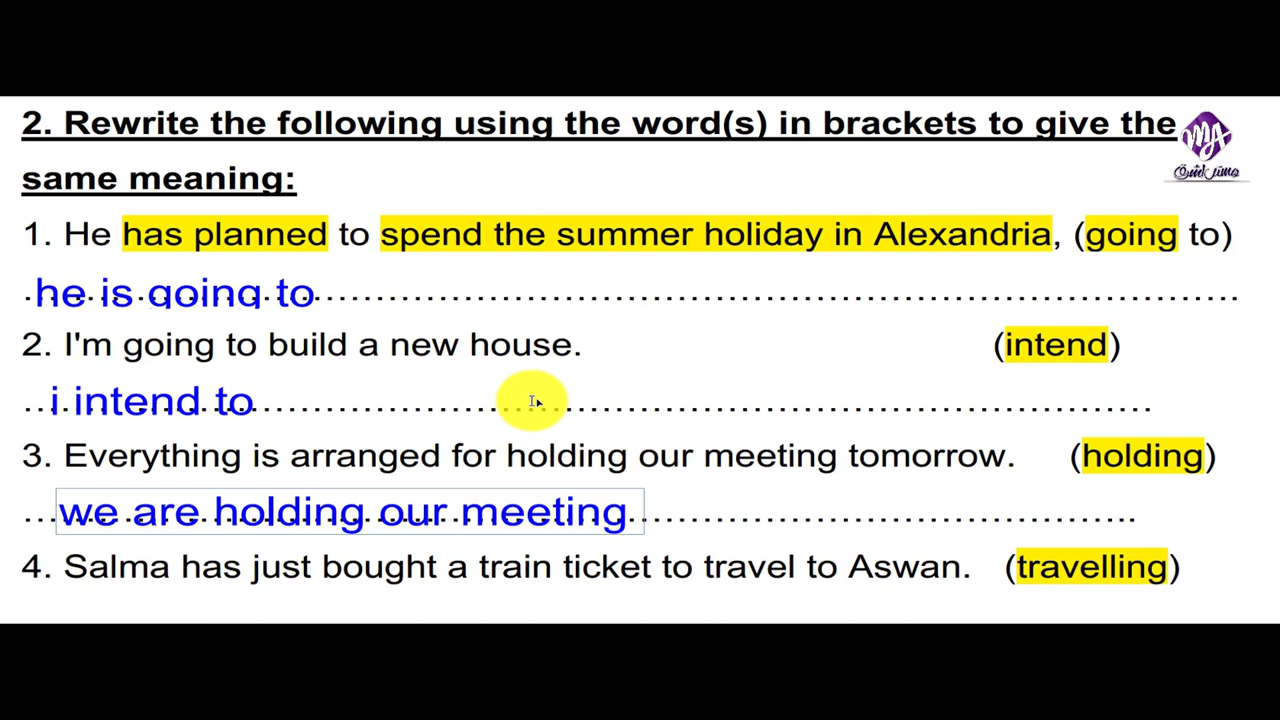 2. Rewrite the following using the word(s) in brackets to give the
same meaning:
MA
1. He has planned to spend the summer holiday in Alexandria, (going to)
he is going to
2. I'm going to build a new house. (intend)
i intend to
3. Everything is arranged for holding our meeting tomorrow. (holding)
we are holding our meeting
4. Salma has just bought a train ticket to travel to Aswan. (travelling)